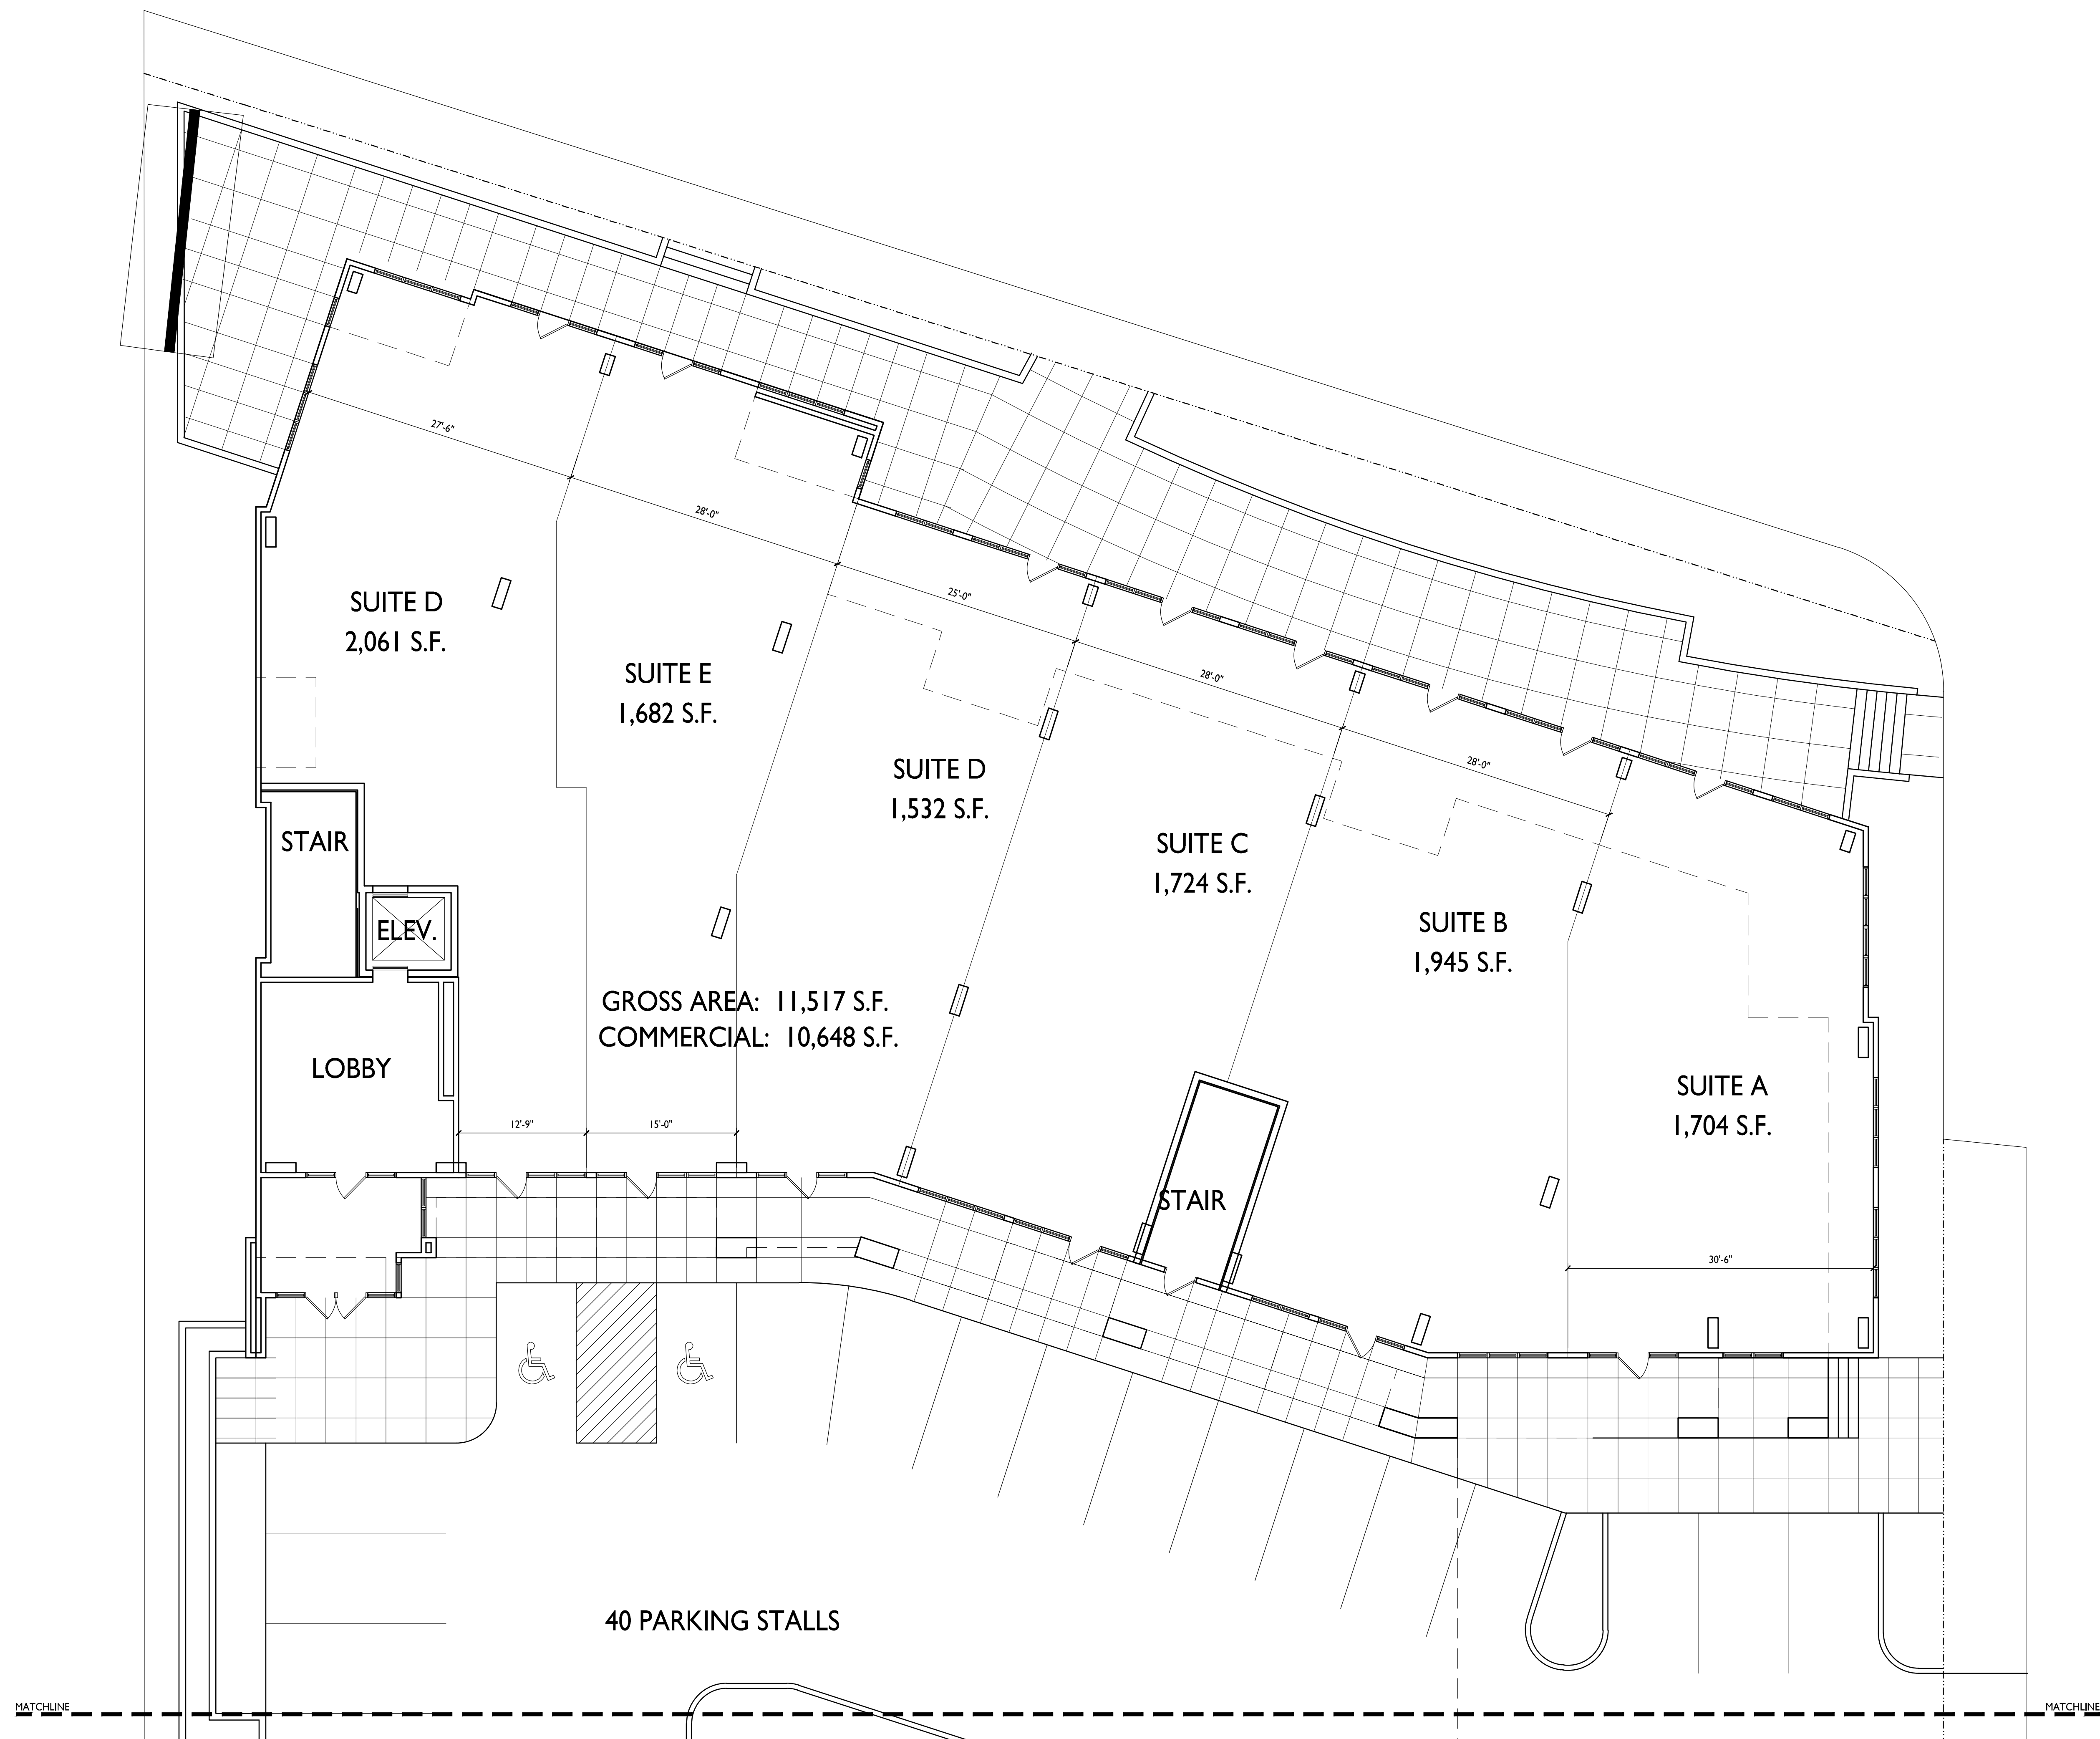 27'-6"
28'-0"
25'-0"
28'-0"
28'-0"
SUITE D
2,061 S.F.
SUITE E
1,682 S.F.
SUITE D
1,532 S.F.
SUITE C
1,724 S.F.
SUITE B
1,945 S.F.
SUITE A
1,704 S.F.
STAIR
ELEV.
GROSS AREA: 11,517 S.F.
COMMERCIAL: 10,648 S.F.
LOBBY
12'-9"
15'-0"
STAIR
30'-6"
40 PARKING STALLS
MATCHLINE
MATCHLINE